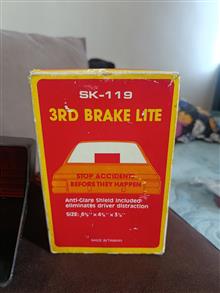 SK-119
3RD BRAKE LITE
STOP ACCIDENTS
BEFORE THEY HAPPEN
Anti-Glare Shield included
eliminates driver distraction
MADE IN TAIWAN